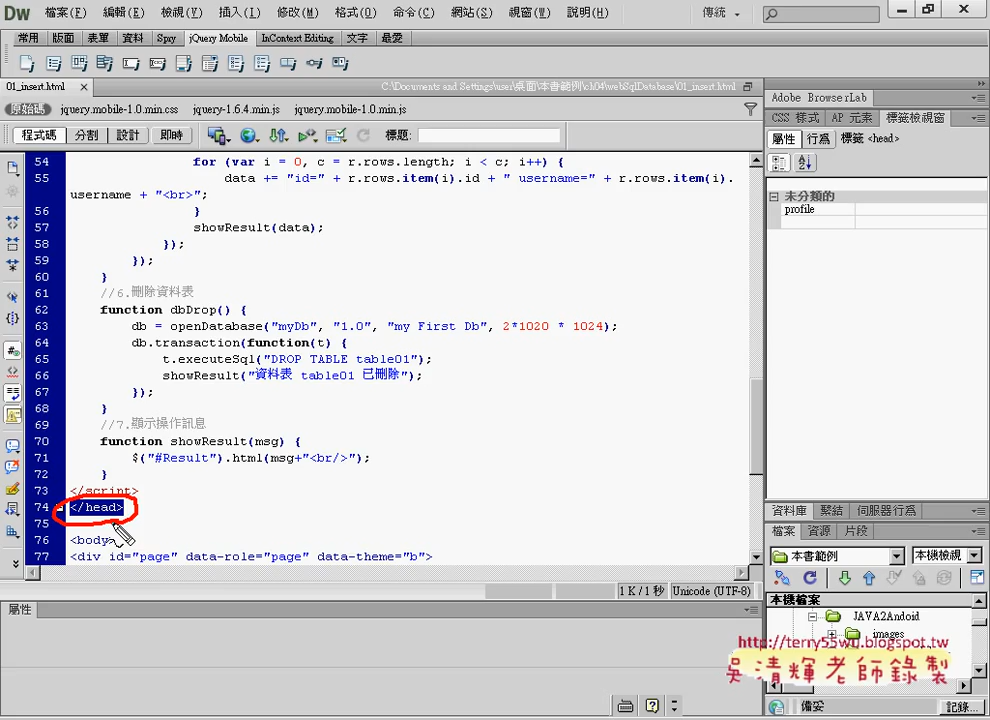 Dw 檔案(F) 編輯(E) 檢視(V) 插入(I) 修改(M) 格式(O) 命令(C) 網站(S) 視窗(W) 說明(H) 傳統
常用 版面 表單 資料 Spry jQuery Mobile InContext Editing 文字 最愛
01_insert.html C:\Documents and Settings\user\桌面\本書範例\ch04\webSqlDatabase\01_insert.html
原始碼 jquery.mobile-1.0.min.css jquery-1.6.4.min.js jquery.mobile-1.0.min.js
程式碼 分割 設計 即時 標題:
54 for (var i = 0, c = r.rows.length; i < c; i++) {
55 data += "id=" + r.rows.item(i).id + " username=" + r.rows.item(i).
username + "<br>";
56 }
57 showResult(data);
58 });
59 });
60 }
61 //6.刪除資料表
62 function dbDrop() {
63 db = openDatabase("myDb", "1.0", "my First Db", 2*1020 * 1024);
64 db.transaction(function(t) {
65 t.executeSql("DROP TABLE table01");
66 showResult("資料表 table01 已刪除");
67 });
68 }
69 //7.顯示操作訊息
70 function showResult(msg) {
71 $("#Result").html(msg+"<br/>");
72 }
73 </script>
74 </head>
75
76 <body>
77 <div id="page" data-role="page" data-theme="b">
1 K / 1 秒 Unicode (UTF-8)
屬性
Adobe BrowserLab
CSS 樣式 AP 元素 標籤檢視窗
屬性 行為 標籤 <head>
未分類的
profile
資料庫 繫結 伺服器行為
檔案 資源 片段
本書範例 本機檢視
本機檔案
JAVA2Andoid
images
http://terry55wu.blogspot.tw
吳清輝老師錄製
備妥 記錄...